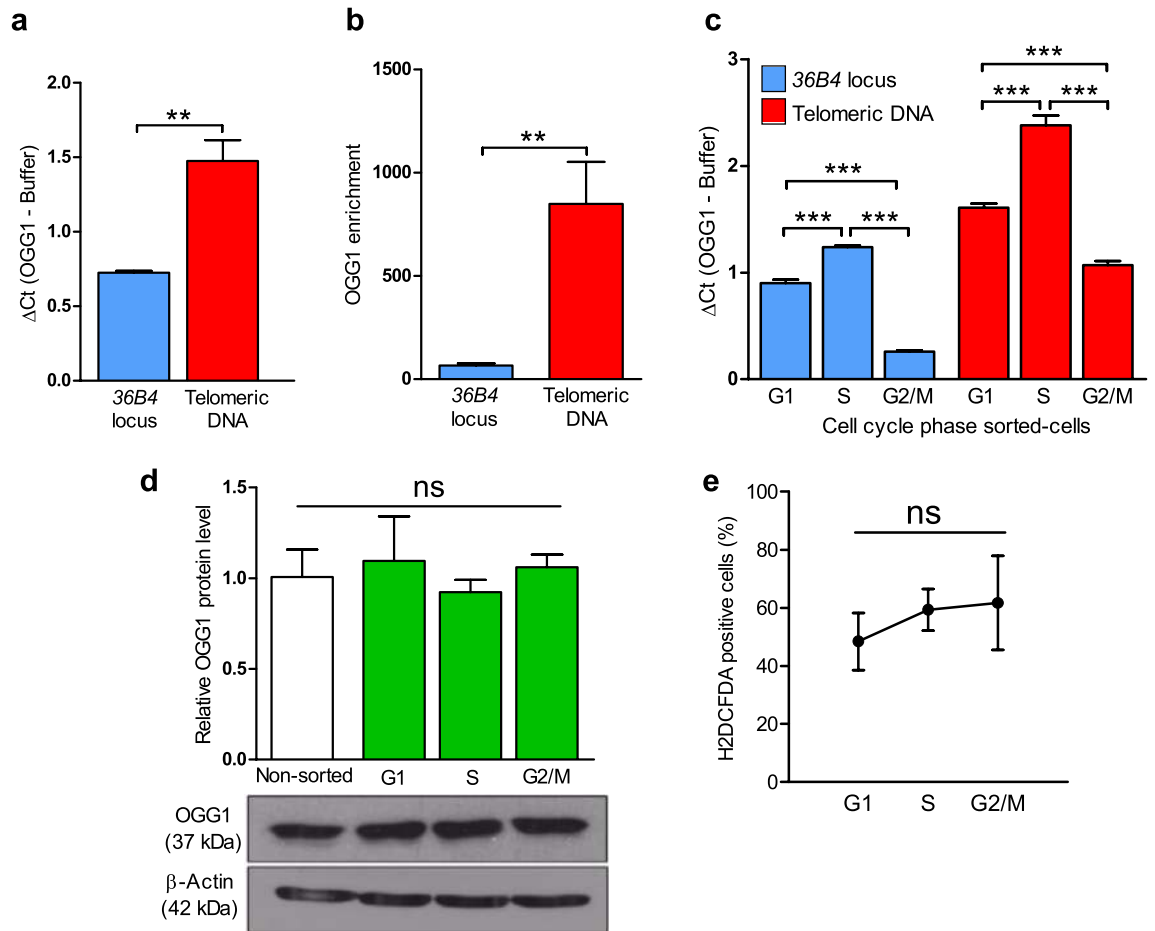 a
2.0
1.5
1.0
0.5
0.0
ΔCt (OGG1 - Buffer)
**
36B4
locus
Telomeric
DNA
b
1500
1000
500
0
OGG1 enrichment
**
36B4
locus
Telomeric
DNA
c
3
2
1
0
ΔCt (OGG1 - Buffer)
36B4 locus
Telomeric DNA
***
*** ***
***
*** ***
G1 S G2/M G1 S G2/M
Cell cycle phase sorted-cells
d
1.5
1.0
0.5
0.0
Relative OGG1 protein level
ns
Non-sorted G1 S G2/M
OGG1
(37 kDa)
β-Actin
(42 kDa)
e
100
80
60
40
20
0
H2DCFDA positive cells (%)
ns
G1 S G2/M